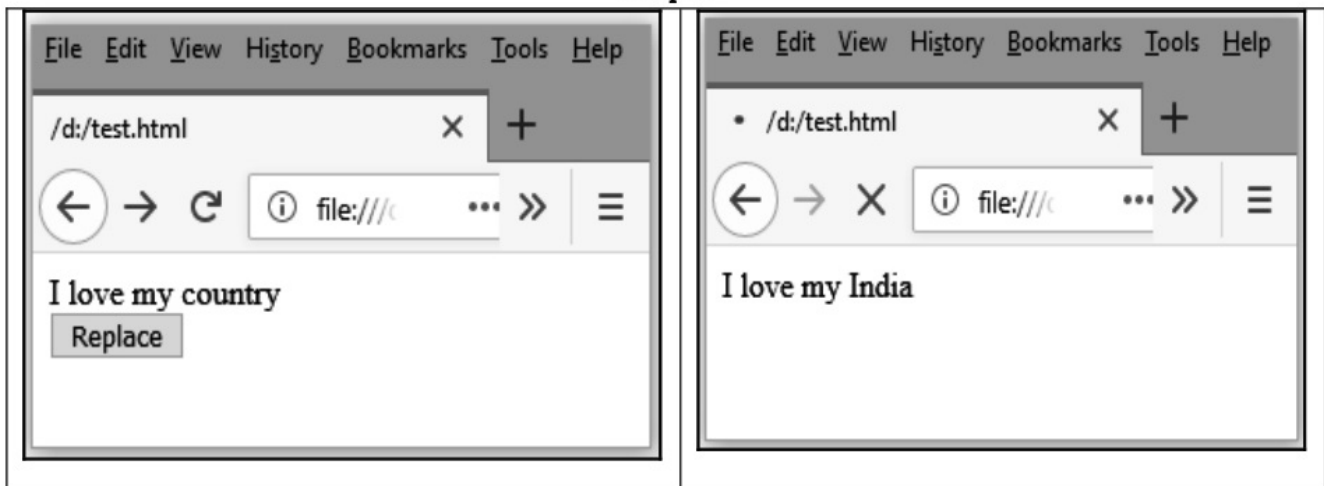 File Edit View History Bookmarks Tools Help
/d:/test.html
file:///
I love my country
Replace
File Edit View History Bookmarks Tools Help
/d:/test.html
file:///
I love my India